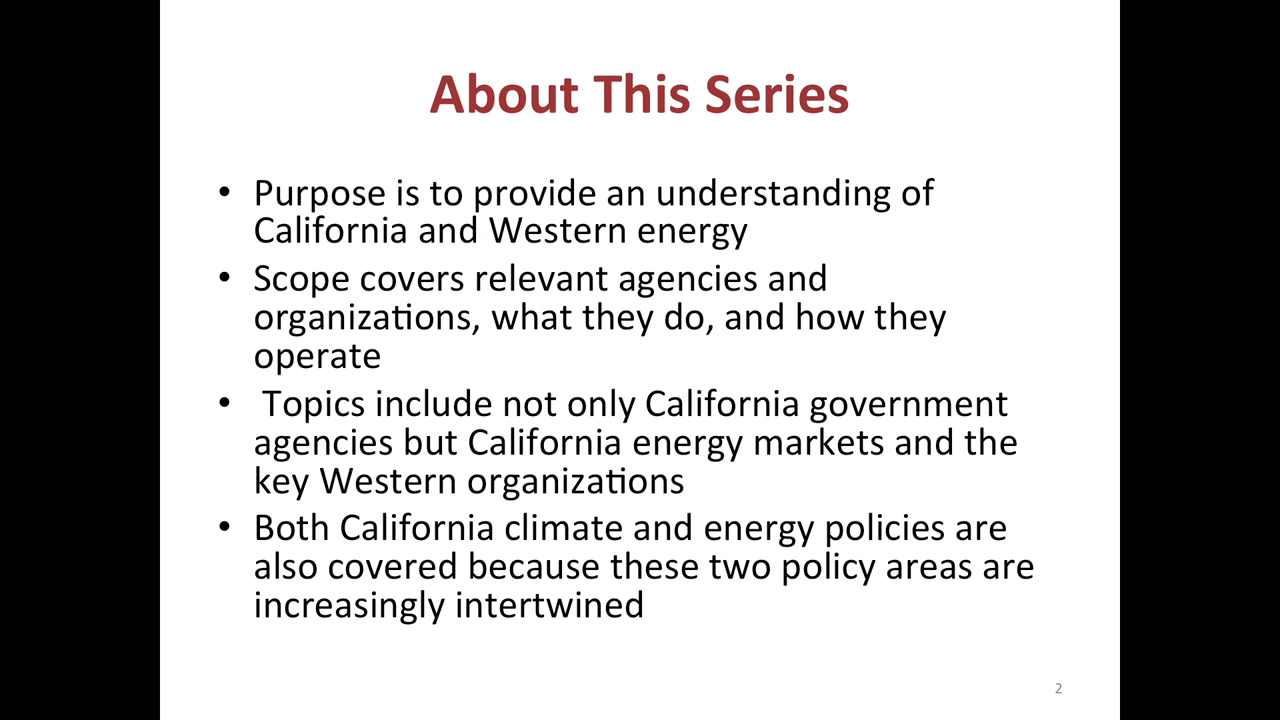 About This Series
• Purpose is to provide an understanding of
California and Western energy
• Scope covers relevant agencies and
organizations, what they do, and how they
operate
• Topics include not only California government
agencies but California energy markets and the
key Western organizations
• Both California climate and energy policies are
also covered because these two policy areas are
increasingly intertwined
2